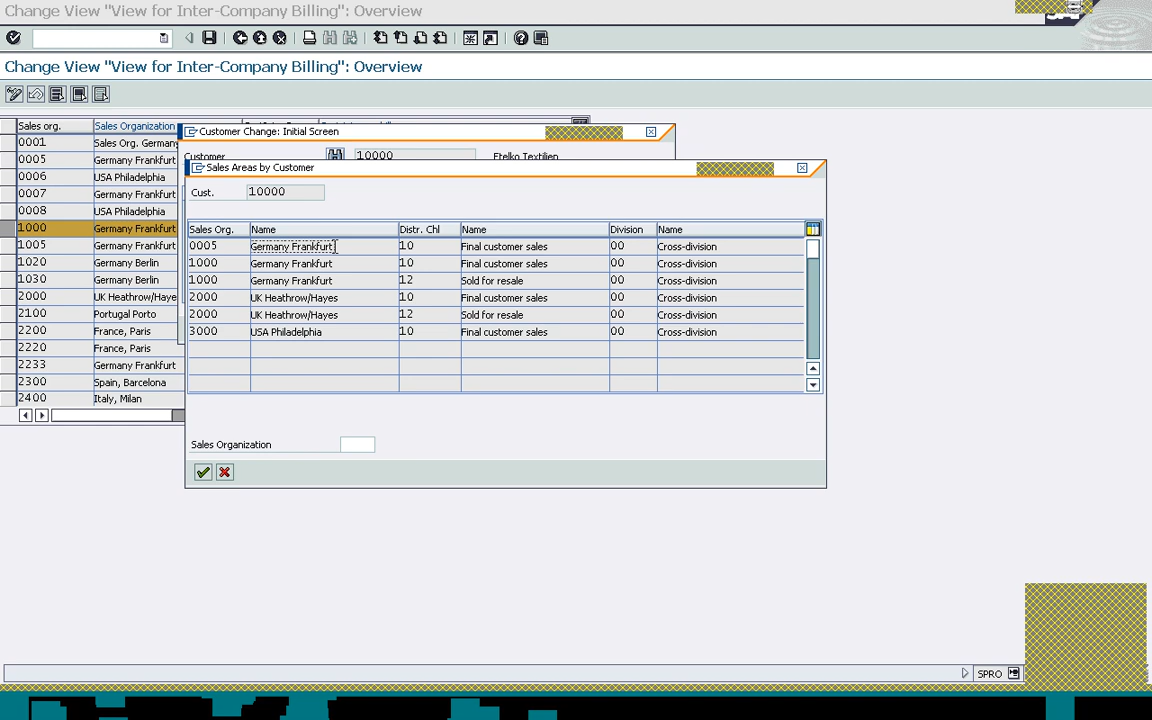 Change View "View for Inter-Company Billing": Overview
Change View "View for Inter-Company Billing": Overview
Sales org. Sales Organization
0001 Sales Org. German
0005 Germany Frankfurt
0006 USA Philadelphia
0007 Germany Frankfurt
0008 USA Philadelphia
1000 Germany Frankfurt
1005 Germany Frankfurt
1020 Germany Berlin
1030 Germany Berlin
2000 UK Heathrow/Haye
2100 Portugal Porto
2200 France, Paris
2220 France, Paris
2233 Germany Frankfurt
2300 Spain, Barcelona
2400 Italy, Milan
Customer Change: Initial Screen
Customer 10000 Etelko Textilien
Sales Areas by Customer
Cust. 10000
Sales Org. Name Distr. Chl Name Division Name
0005 Germany Frankfurt 10 Final customer sales 00 Cross-division
1000 Germany Frankfurt 10 Final customer sales 00 Cross-division
1000 Germany Frankfurt 12 Sold for resale 00 Cross-division
2000 UK Heathrow/Hayes 10 Final customer sales 00 Cross-division
2000 UK Heathrow/Hayes 12 Sold for resale 00 Cross-division
3000 USA Philadelphia 10 Final customer sales 00 Cross-division
Sales Organization
SPRO